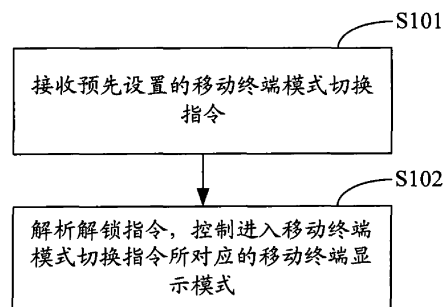 S101
接收预先设置的移动终端模式切换
指令
S102
解析解锁指令，控制进入移动终端
模式切换指令所对应的移动终端显
示模式